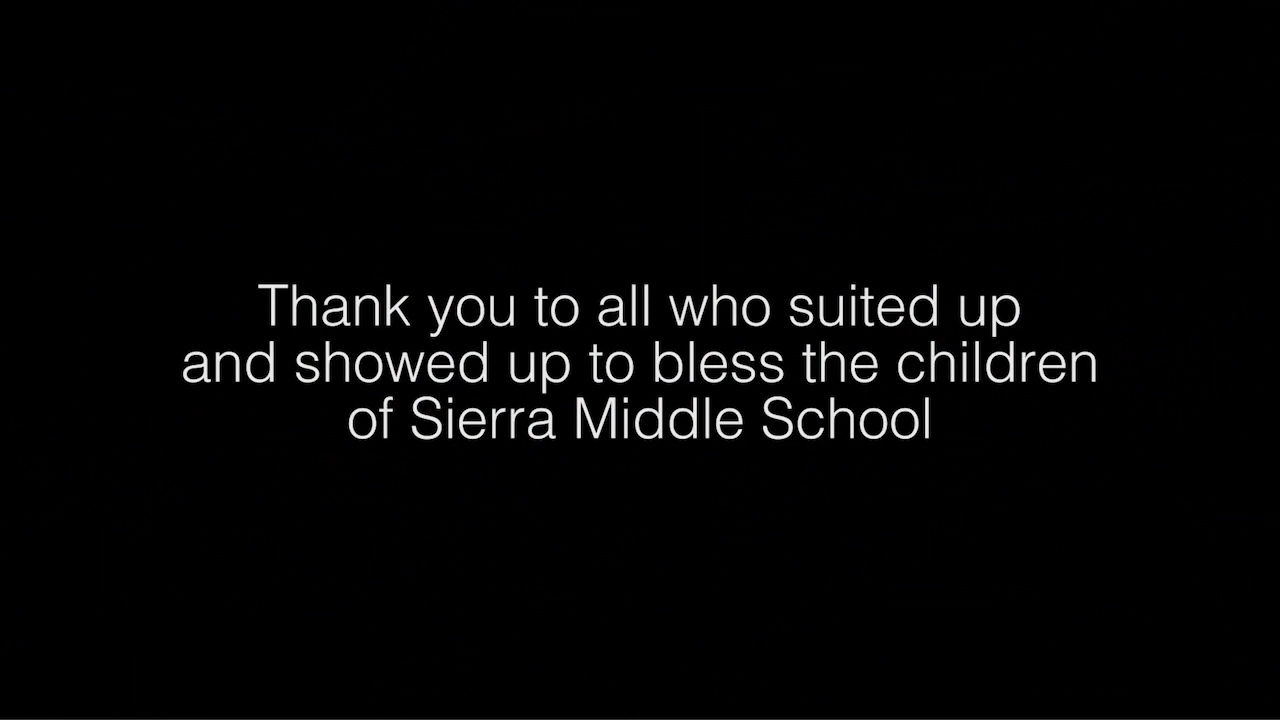 Thank you to all who suited up
and showed up to bless the children
of Sierra Middle School